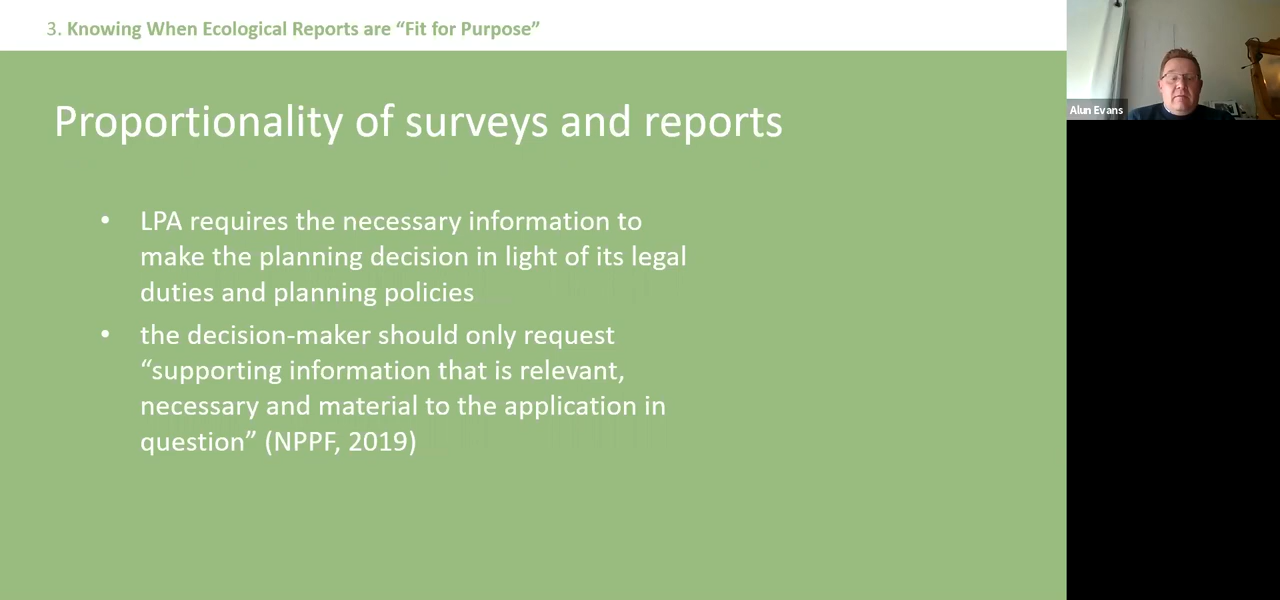 3. Knowing When Ecological Reports are “Fit for Purpose”
Proportionality of surveys and reports
• LPA requires the necessary information to
make the planning decision in light of its legal
duties and planning policies
• the decision-maker should only request
“supporting information that is relevant,
necessary and material to the application in
question” (NPPF, 2019)
Alun Evans